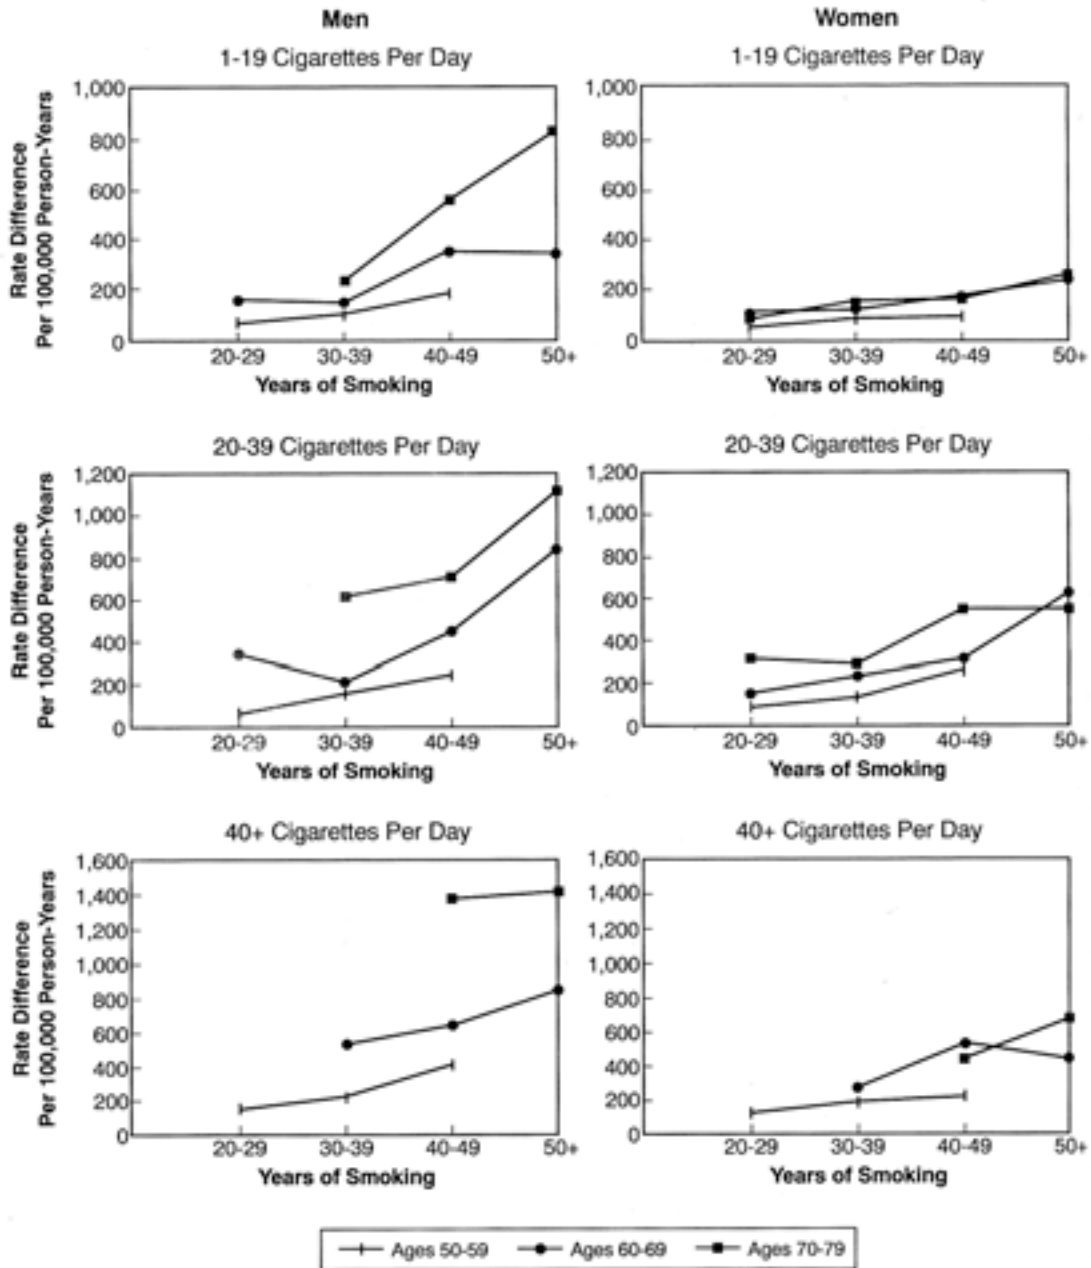 Men
Women
1-19 Cigarettes Per Day
1-19 Cigarettes Per Day
Rate Difference
Per 100,000 Person-Years
1,000
800
600
400
200
0
20-29 30-39 40-49 50+
Years of Smoking
1,000
800
600
400
200
0
20-29 30-39 40-49 50+
Years of Smoking
20-39 Cigarettes Per Day
20-39 Cigarettes Per Day
Rate Difference
Per 100,000 Person-Years
1,200
1,000
800
600
400
200
0
20-29 30-39 40-49 50+
Years of Smoking
1,200
1,000
800
600
400
200
0
20-29 30-39 40-49 50+
Years of Smoking
40+ Cigarettes Per Day
40+ Cigarettes Per Day
Rate Difference
Per 100,000 Person-Years
1,600
1,400
1,200
1,000
800
600
400
200
0
20-29 30-39 40-49 50+
Years of Smoking
1,600
1,400
1,200
1,000
800
600
400
200
0
20-29 30-39 40-49 50+
Years of Smoking
Ages 50-59 Ages 60-69 Ages 70-79